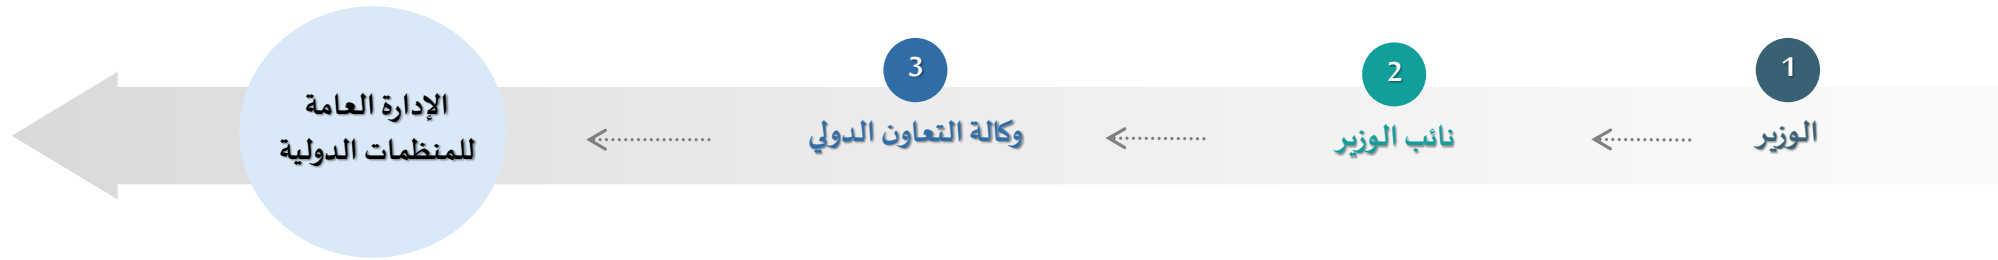 1
الوزير
2
نائب الوزير
3
وكالة التعاون الدولي
الإدارة العامة
للمنظمات الدولية